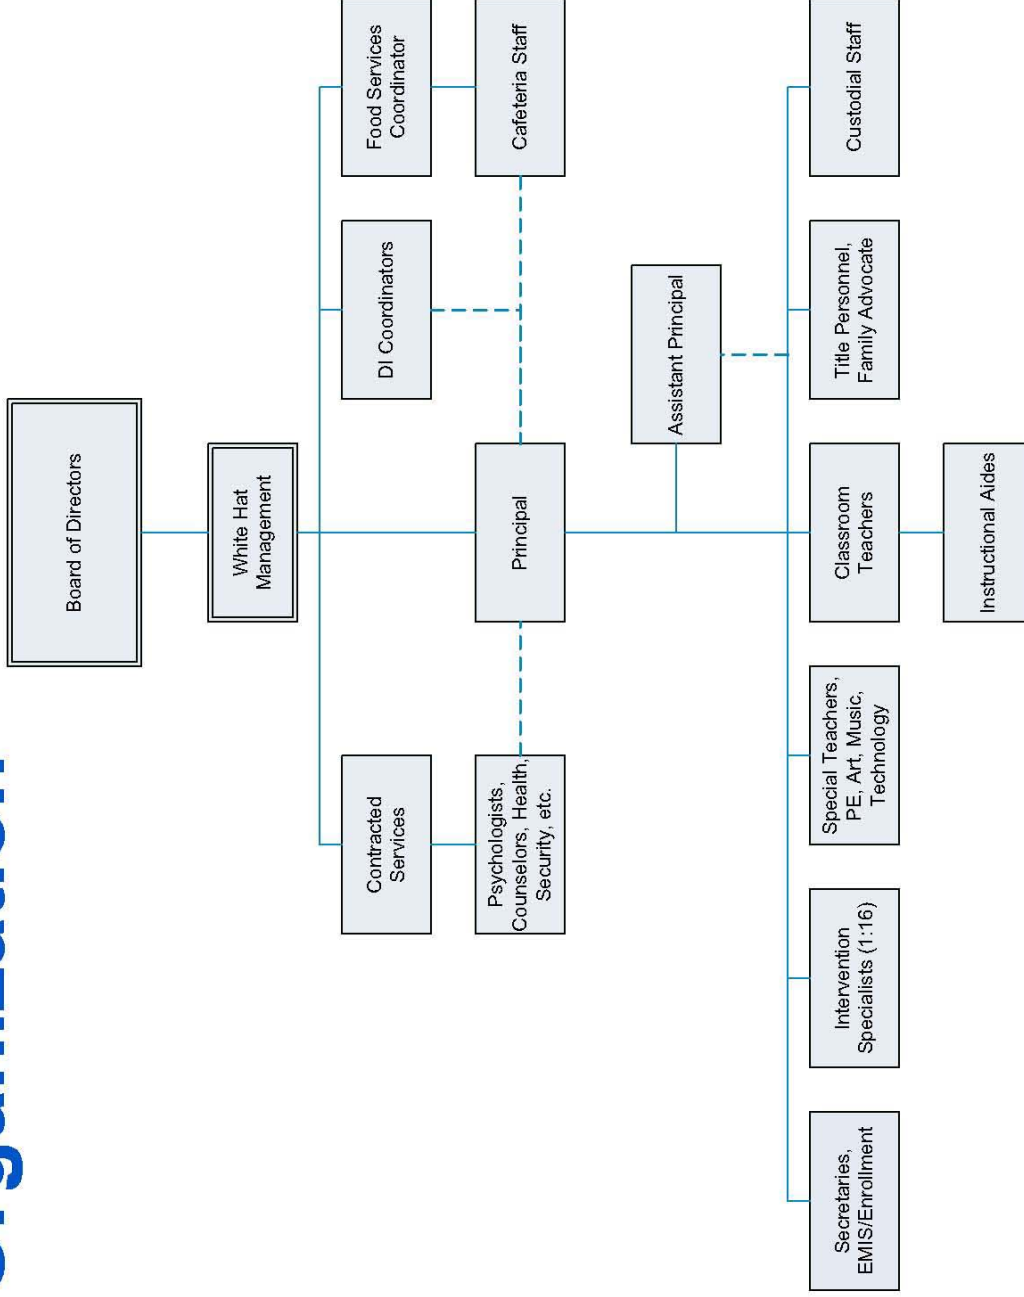 Organization
Board of Directors
White Hat
Management
Contracted
Services
DI Coordinators
Food Services
Coordinator
Psychologists,
Counselors, Health,
Security, etc.
Principal
Cafeteria Staff
Assistant Principal
Secretaries,
EMIS/Enrollment
Intervention
Specialists (1:16)
Special Teachers,
PE, Art, Music,
Technology
Classroom
Teachers
Title Personnel,
Family Advocate
Custodial Staff
Instructional Aides